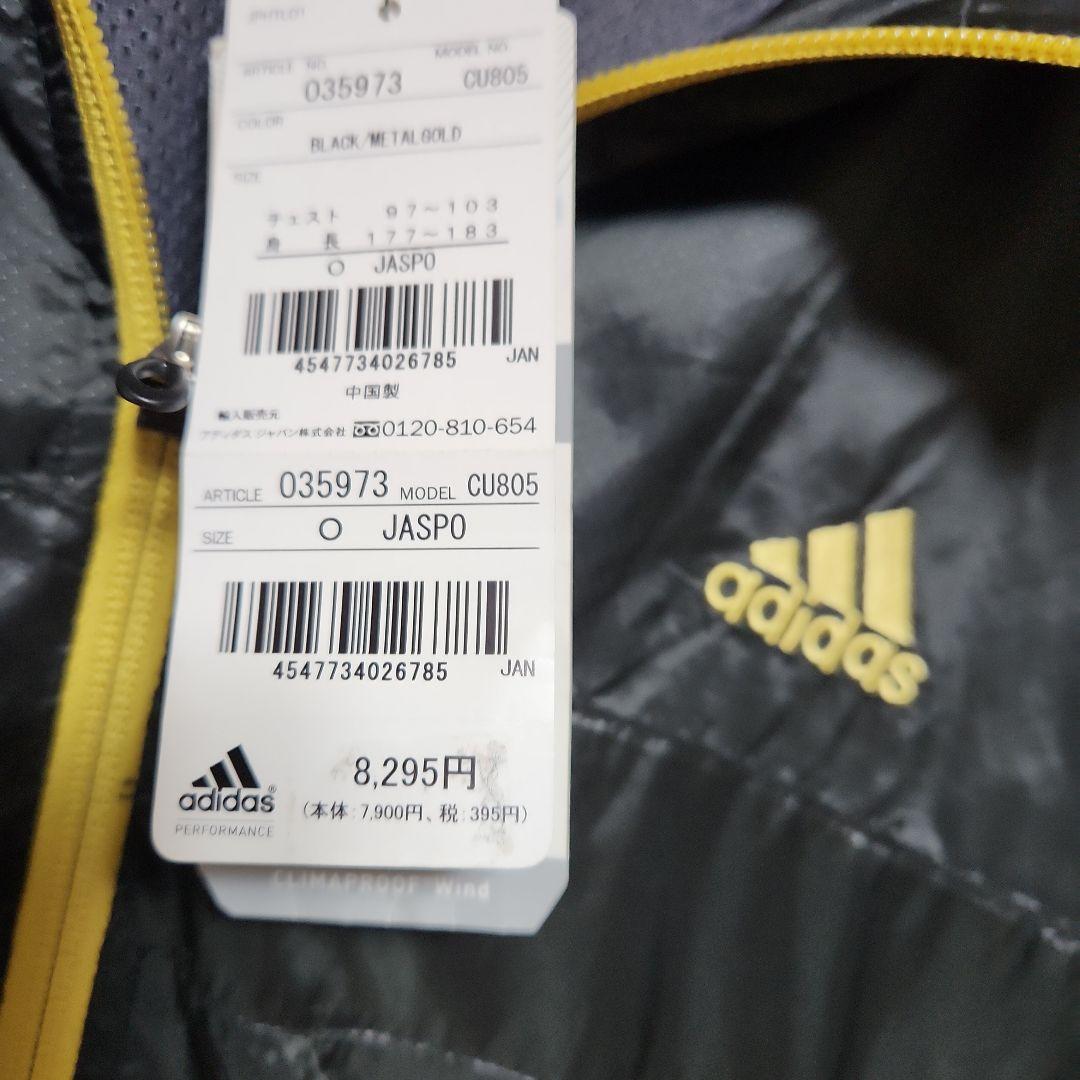 ARTICLE NO. MODEL NO.
035973 CU805
COLOR
BLACK/METALGOLD
SIZE
チェスト 97～103
身長 177～183
O JASPO
4547734026785 JAN
中国製
輸入販売元
アディダス ジャパン株式会社 0120-810-654
ARTICLE 035973 MODEL CU805
SIZE O JASPO
4547734026785 JAN
adidas®
PERFORMANCE
8,295円
(本体:7,900円、税:395円)
CLIMAPROOF Wind
adidas